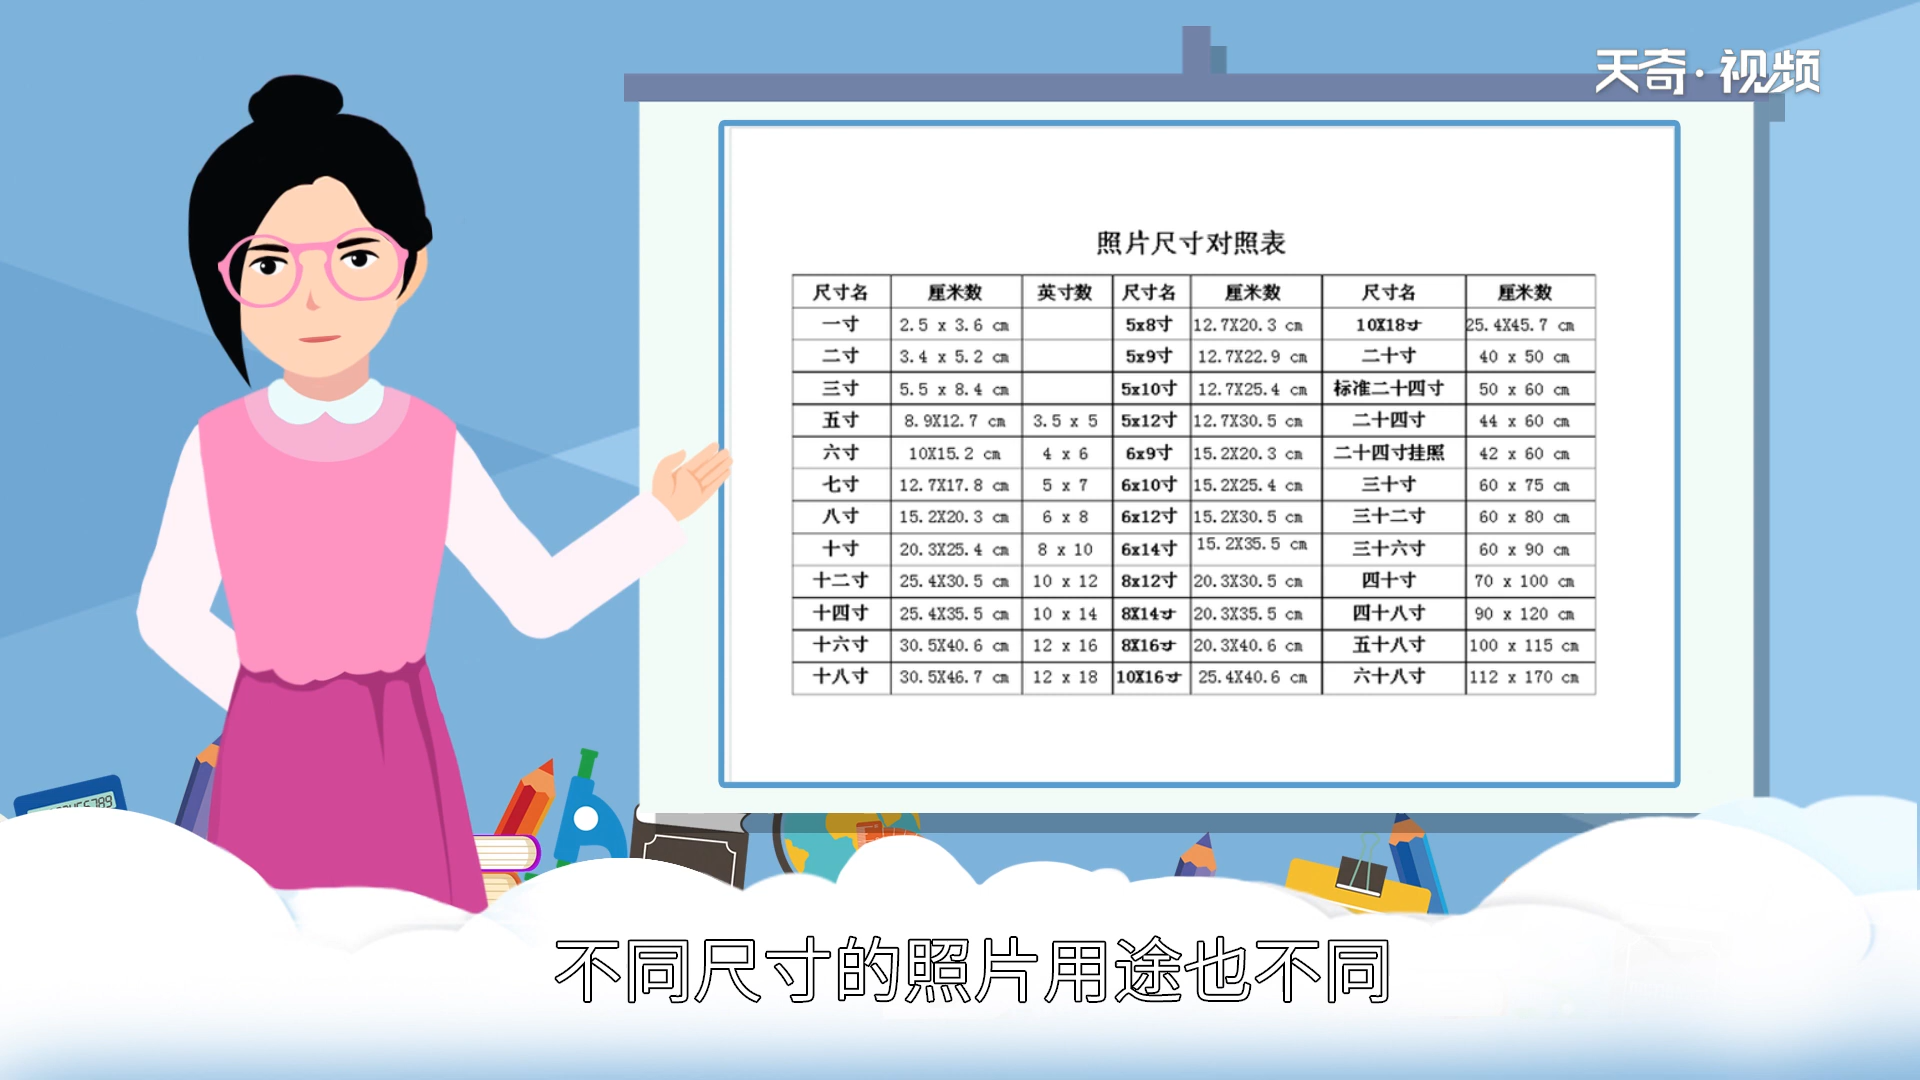 天奇·视频
照片尺寸对照表
尺寸名 厘米数 英寸数 尺寸名 厘米数 尺寸名 厘米数
一寸 2.5 x 3.6 cm 5x8寸 12.7X20.3 cm 10X18寸 25.4X45.7 cm
二寸 3.4 x 5.2 cm 5x9寸 12.7X22.9 cm 二十寸 40 x 50 cm
三寸 5.5 x 8.4 cm 5x10寸 12.7X25.4 cm 标准二十四寸 50 x 60 cm
五寸 8.9X12.7 cm 3.5 x 5 5x12寸 12.7X30.5 cm 二十四寸 44 x 60 cm
六寸 10X15.2 cm 4 x 6 6x9寸 15.2X20.3 cm 二十四寸挂照 42 x 60 cm
七寸 12.7X17.8 cm 5 x 7 6x10寸 15.2X25.4 cm 三十寸 60 x 75 cm
八寸 15.2X20.3 cm 6 x 8 6x12寸 15.2X30.5 cm 三十二寸 60 x 80 cm
十寸 20.3X25.4 cm 8 x 10 6x14寸 15.2X35.5 cm 三十六寸 60 x 90 cm
十二寸 25.4X30.5 cm 10 x 12 8x12寸 20.3X30.5 cm 四十寸 70 x 100 cm
十四寸 25.4X35.5 cm 10 x 14 8X14寸 20.3X35.5 cm 四十八寸 90 x 120 cm
十六寸 30.5X40.6 cm 12 x 16 8X16寸 20.3X40.6 cm 五十八寸 100 x 115 cm
十八寸 30.5X46.7 cm 12 x 18 10X16寸 25.4X40.6 cm 六十八寸 112 x 170 cm
不同尺寸的照片用途也不同